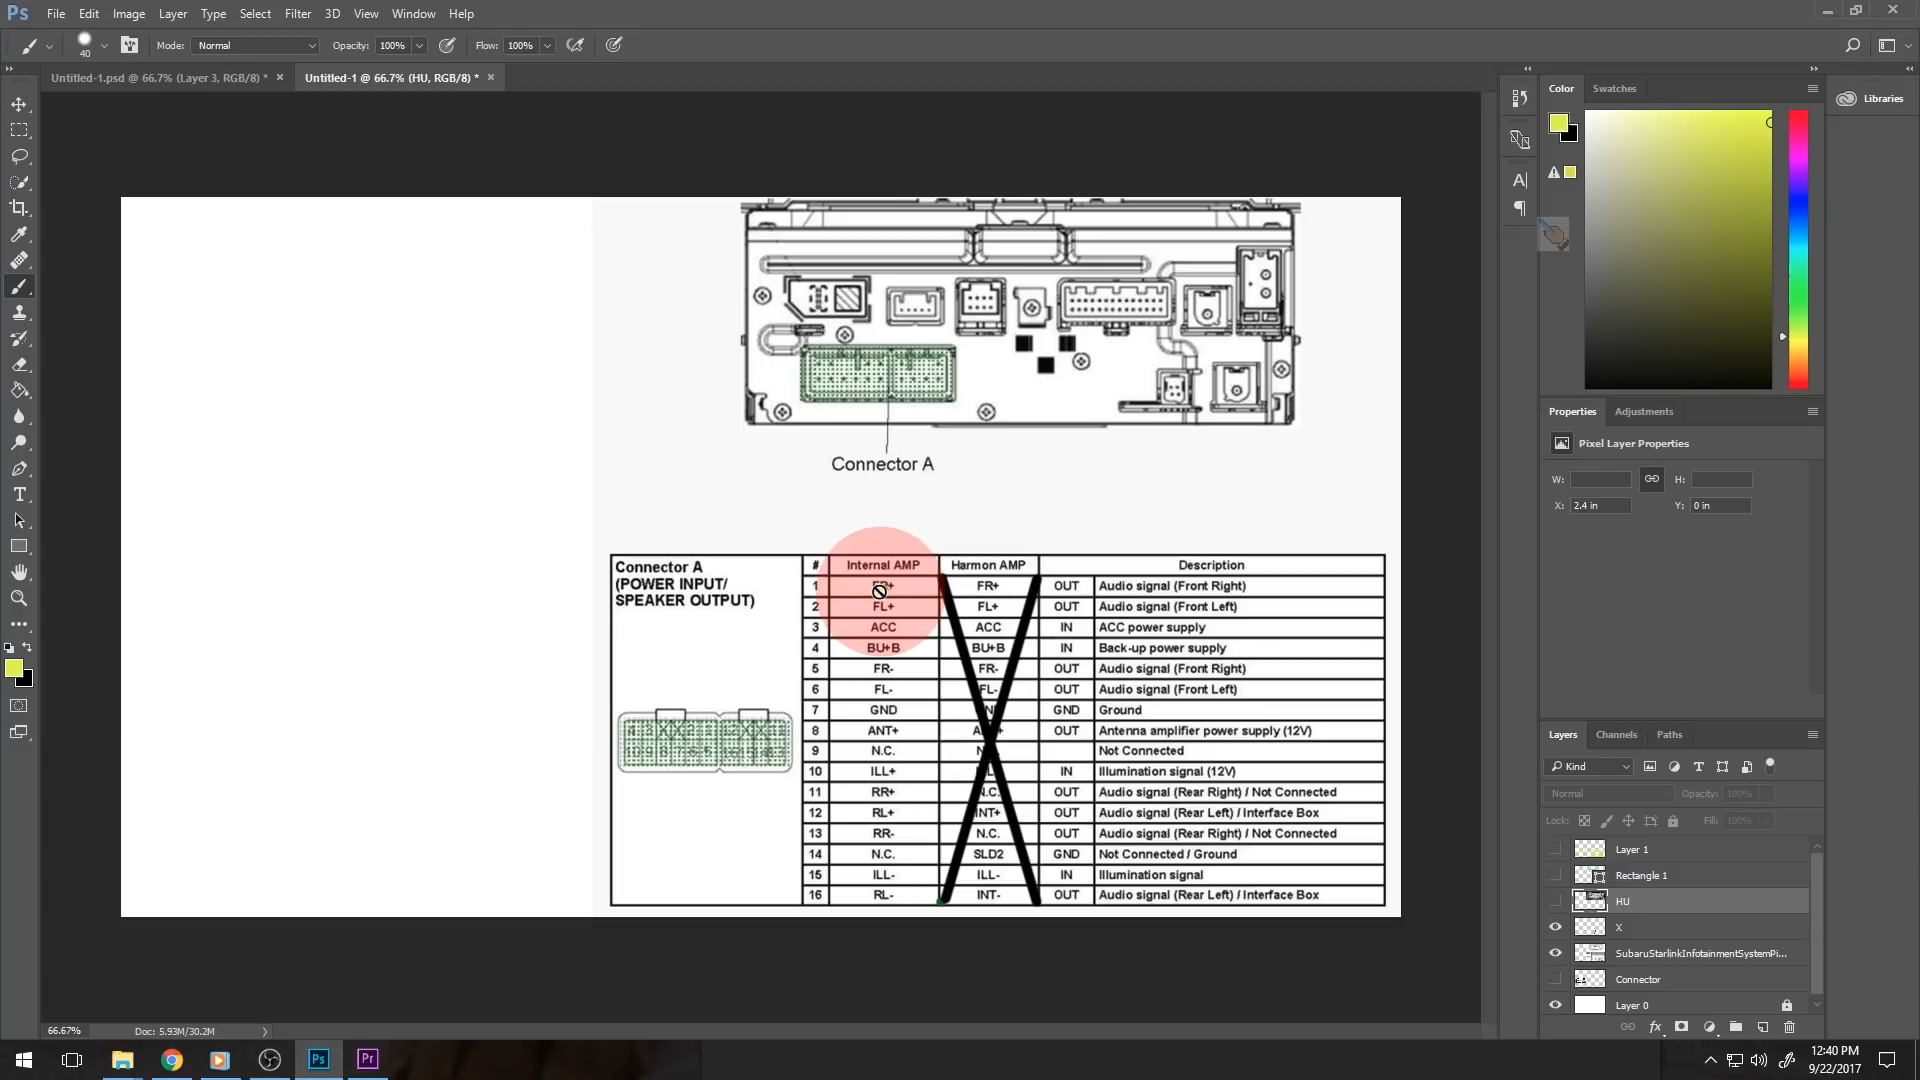 Ps File Edit Image Layer Type Select Filter 3D View Window Help
40 Mode: Normal Opacity: 100% Flow: 100%
Untitled-1.psd @ 66.7% (Layer 3, RGB/8) * × Untitled-1 @ 66.7% (HU, RGB/8) * ×
Color Swatches
Libraries
Connector A
Properties Adjustments
Pixel Layer Properties
W: H:
X: 2.4 in Y: 0 in
Connector A
(POWER INPUT/
SPEAKER OUTPUT)
# Internal AMP Harmon AMP Description
1 FR+ FR+ OUT Audio signal (Front Right)
2 FL+ FL+ OUT Audio signal (Front Left)
3 ACC ACC IN ACC power supply
4 BU+B BU+B IN Back-up power supply
5 FR- FR- OUT Audio signal (Front Right)
6 FL- FL- OUT Audio signal (Front Left)
7 GND GND Ground
8 ANT+ OUT Antenna amplifier power supply (12V)
9 N.C. Not Connected
10 ILL+ IN Illumination signal (12V)
11 RR+ N.C. OUT Audio signal (Rear Right) / Not Connected
12 RL+ INT+ OUT Audio signal (Rear Left) / Interface Box
13 RR- N.C. OUT Audio signal (Rear Right) / Not Connected
14 N.C. SLD2 GND Not Connected / Ground
15 ILL- ILL- IN Illumination signal
16 RL- INT- OUT Audio signal (Rear Left) / Interface Box
Layers Channels Paths
Kind
Normal Opacity: 100%
Lock: Fill: 100%
Layer 1
Rectangle 1
HU
X
SubaruStarlinkInfotainmentSystemPi...
Connector
Layer 0
66.67% Doc: 5.93M/30.2M
Ps Pr
12:40 PM
9/22/2017